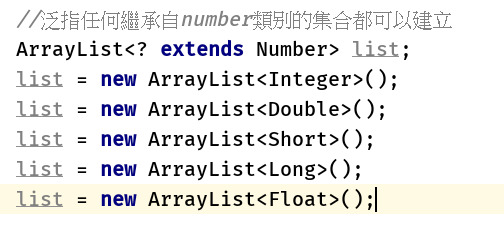 //泛指任何繼承自number類別的集合都可以建立
ArrayList<? extends Number> list;
list = new ArrayList<Integer>();
list = new ArrayList<Double>();
list = new ArrayList<Short>();
list = new ArrayList<Long>();
list = new ArrayList<Float>();